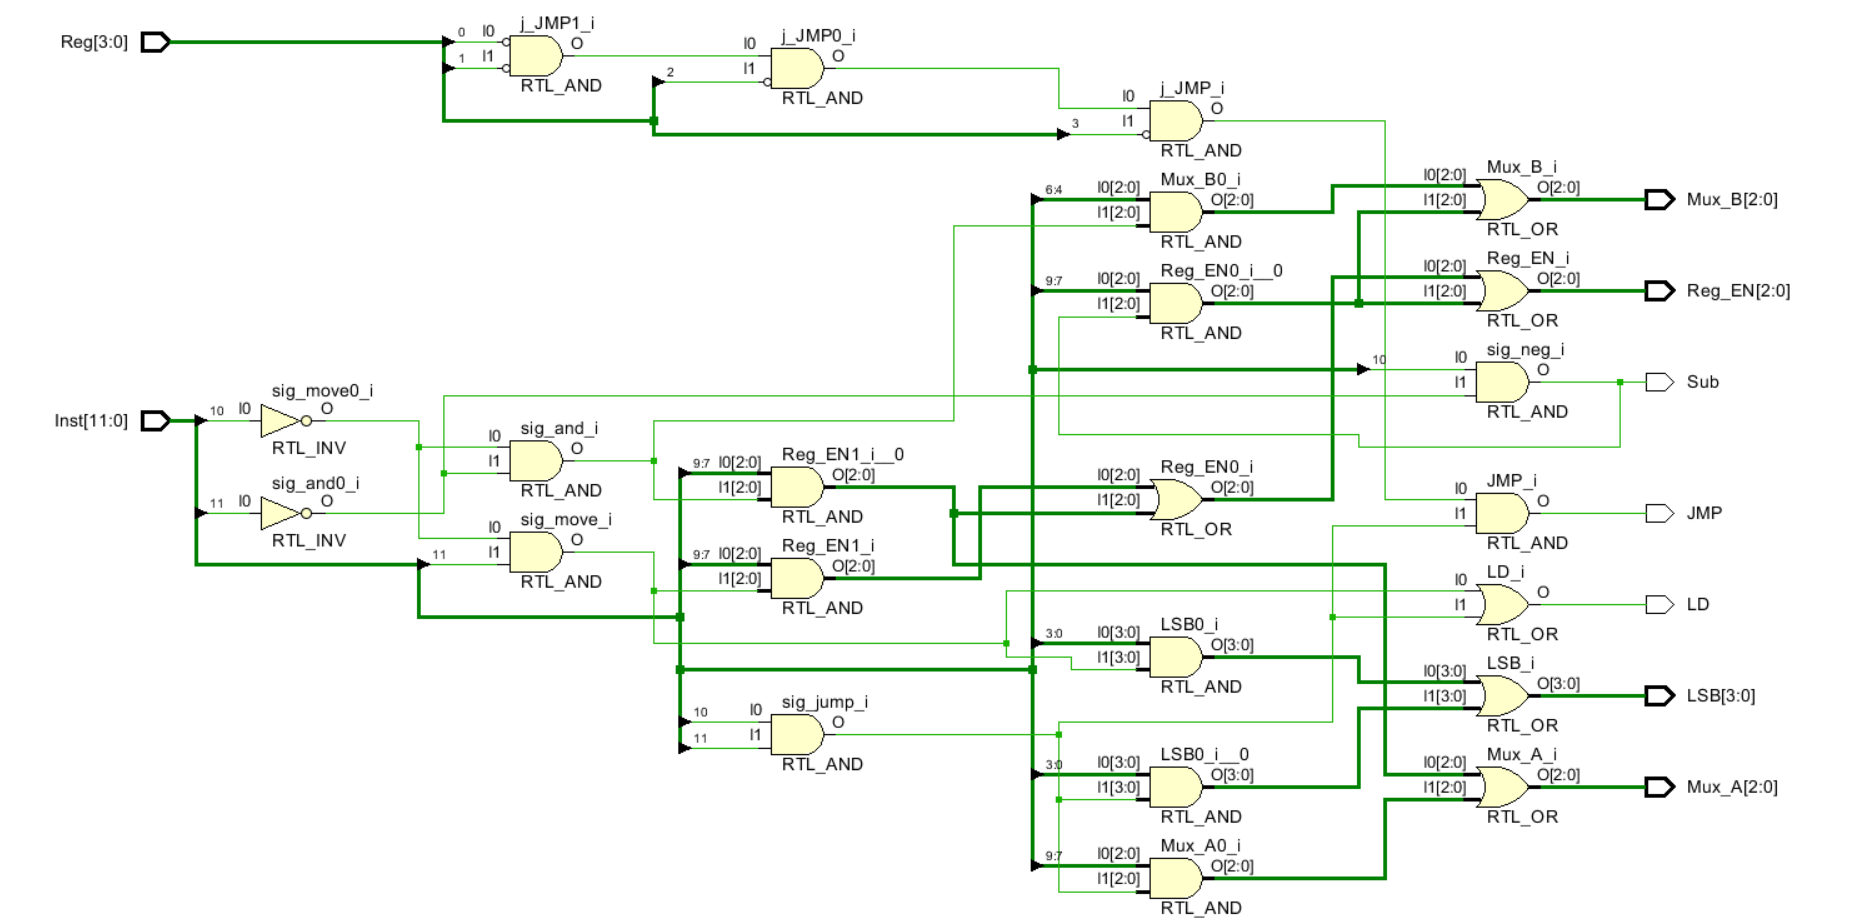 Reg[3:0]
0
I0
j_JMP1_i
O
1
I1
RTL_AND
I0
j_JMP0_i
O
2
I1
RTL_AND
I0
j_JMP_i
O
3
I1
RTL_AND
6:4
I0[2:0]
Mux_B0_i
O[2:0]
I1[2:0]
RTL_AND
I0[2:0]
Mux_B_i
O[2:0]
I1[2:0]
RTL_OR
Mux_B[2:0]
9:7
I0[2:0]
Reg_EN0_i__0
O[2:0]
I1[2:0]
RTL_AND
I0[2:0]
Reg_EN_i
O[2:0]
I1[2:0]
RTL_OR
Reg_EN[2:0]
10
I0
sig_neg_i
O
I1
RTL_AND
Sub
Inst[11:0]
10
I0
sig_move0_i
O
RTL_INV
11
I0
sig_and0_i
O
RTL_INV
I0
sig_and_i
O
I1
RTL_AND
I0
sig_move_i
O
11
I1
RTL_AND
9:7
I0[2:0]
Reg_EN1_i__0
O[2:0]
I1[2:0]
RTL_AND
9:7
I0[2:0]
Reg_EN1_i
O[2:0]
I1[2:0]
RTL_AND
I0[2:0]
Reg_EN0_i
O[2:0]
I1[2:0]
RTL_OR
I0
JMP_i
O
I1
RTL_AND
JMP
I0
LD_i
O
I1
RTL_OR
LD
3:0
I0[3:0]
LSB0_i
O[3:0]
I1[3:0]
RTL_AND
I0[3:0]
LSB_i
O[3:0]
I1[3:0]
RTL_OR
LSB[3:0]
10
I0
sig_jump_i
O
11
I1
RTL_AND
3:0
I0[3:0]
LSB0_i__0
O[3:0]
I1[3:0]
RTL_AND
I0[2:0]
Mux_A_i
O[2:0]
I1[2:0]
RTL_OR
Mux_A[2:0]
9:7
I0[2:0]
Mux_A0_i
O[2:0]
I1[2:0]
RTL_AND